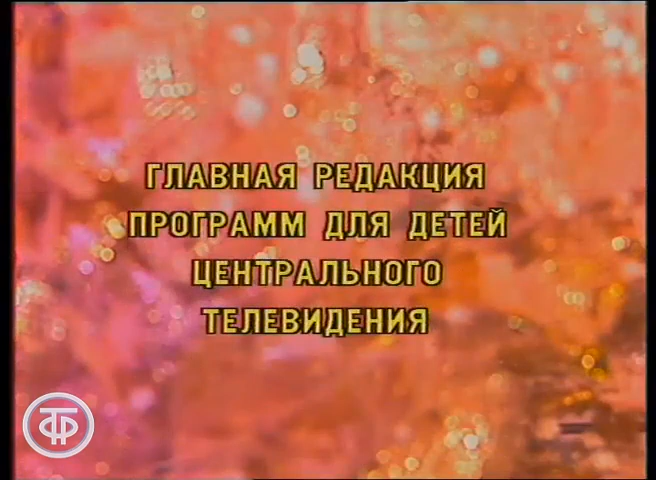 ГЛАВНАЯ РЕДАКЦИЯ
ПРОГРАММ ДЛЯ ДЕТЕЙ
ЦЕНТРАЛЬНОГО
ТЕЛЕВИДЕНИЯ